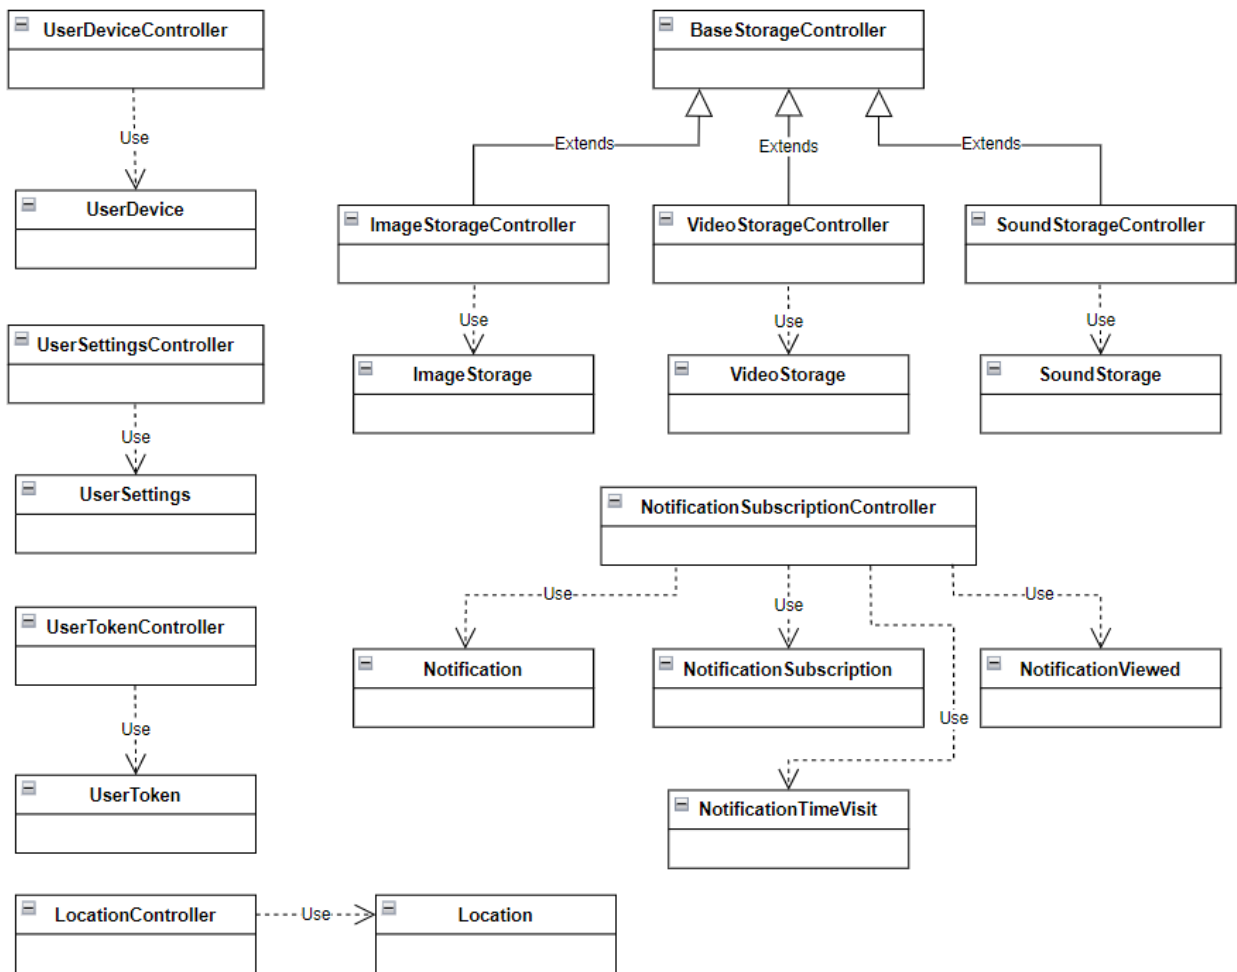 UserDeviceController
BaseStorageController
Use
Extends
Extends
Extends
UserDevice
ImageStorageController
VideoStorageController
SoundStorageController
Use
Use
Use
UserSettingsController
ImageStorage
VideoStorage
SoundStorage
Use
UserSettings
NotificationSubscriptionController
Use
Use
Use
UserTokenController
Notification
NotificationSubscription
NotificationViewed
Use
Use
UserToken
NotificationTimeVisit
LocationController
Use
Location